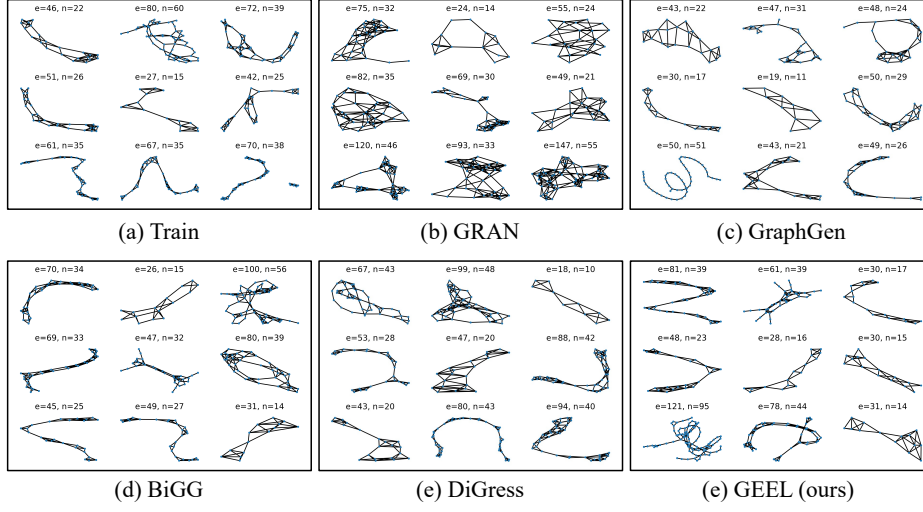 e=46, n=22 e=80, n=60 e=72, n=39
e=51, n=26 e=27, n=15 e=42, n=25
e=61, n=35 e=67, n=35 e=70, n=38
(a) Train
e=75, n=32 e=24, n=14 e=55, n=24
e=82, n=35 e=69, n=30 e=49, n=21
e=120, n=46 e=93, n=33 e=147, n=55
(b) GRAN
e=43, n=22 e=47, n=31 e=48, n=24
e=30, n=17 e=19, n=11 e=50, n=29
e=50, n=51 e=43, n=21 e=49, n=26
(c) GraphGen
e=70, n=34 e=26, n=15 e=100, n=56
e=69, n=33 e=47, n=32 e=80, n=39
e=45, n=25 e=49, n=27 e=31, n=14
(d) BiGG
e=67, n=43 e=99, n=48 e=18, n=10
e=53, n=28 e=47, n=20 e=88, n=42
e=43, n=20 e=80, n=43 e=94, n=40
(e) DiGress
e=81, n=39 e=61, n=39 e=30, n=17
e=48, n=23 e=28, n=16 e=30, n=15
e=121, n=95 e=78, n=44 e=31, n=14
(e) GEEL (ours)